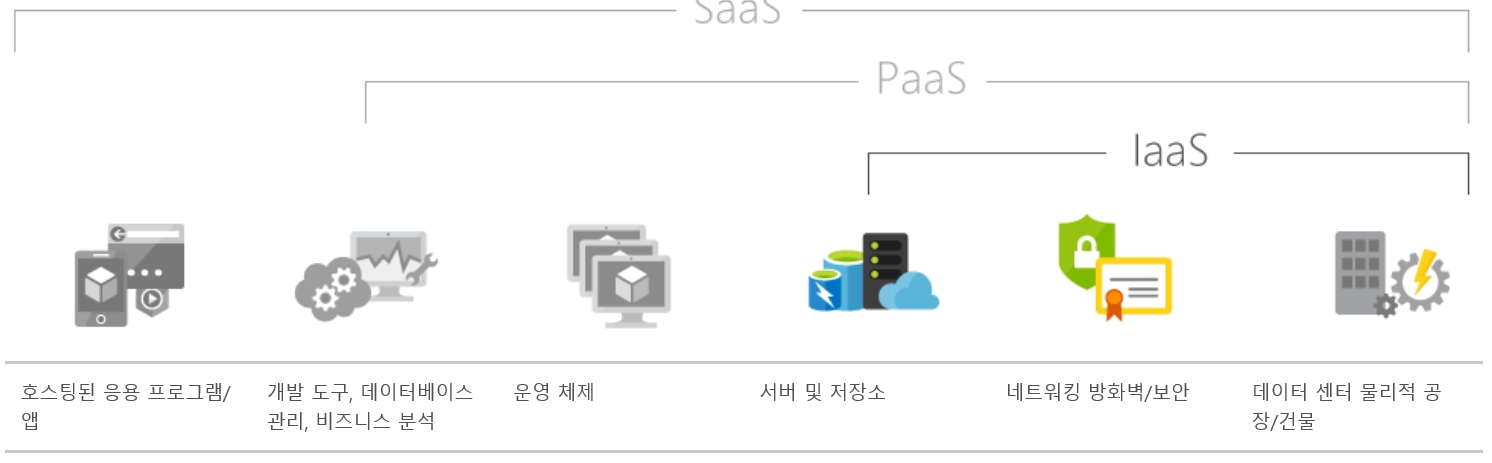 SaaS
PaaS
IaaS
호스팅된 응용 프로그램/
앱
개발 도구, 데이터베이스
관리, 비즈니스 분석
운영 체제
서버 및 저장소
네트워킹 방화벽/보안
데이터 센터 물리적 공
장/건물